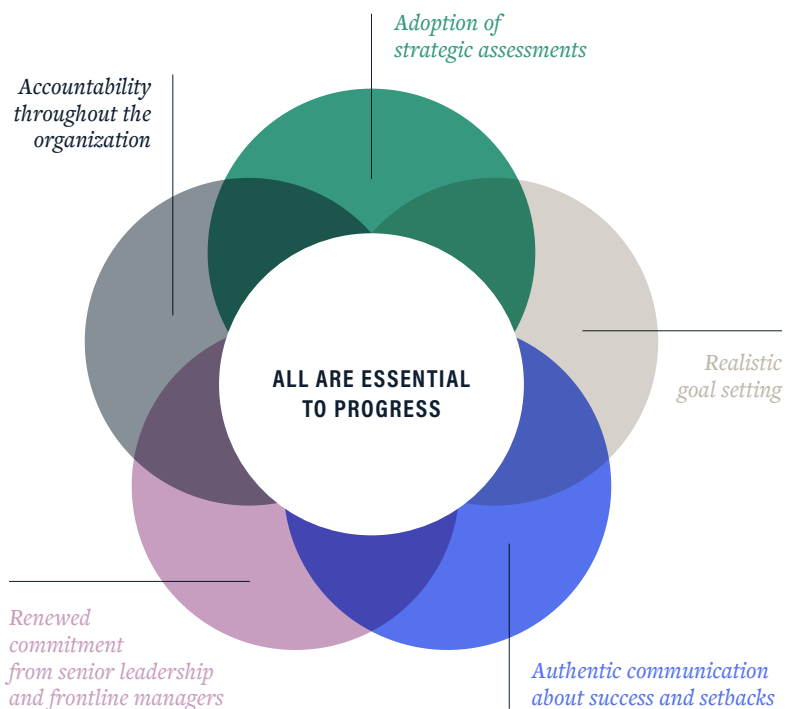 Adoption of
strategic assessments
Accountability
throughout the
organization
Realistic
goal setting
ALL ARE ESSENTIAL
TO PROGRESS
Renewed
commitment
from senior leadership
and frontline managers
Authentic communication
about success and setbacks